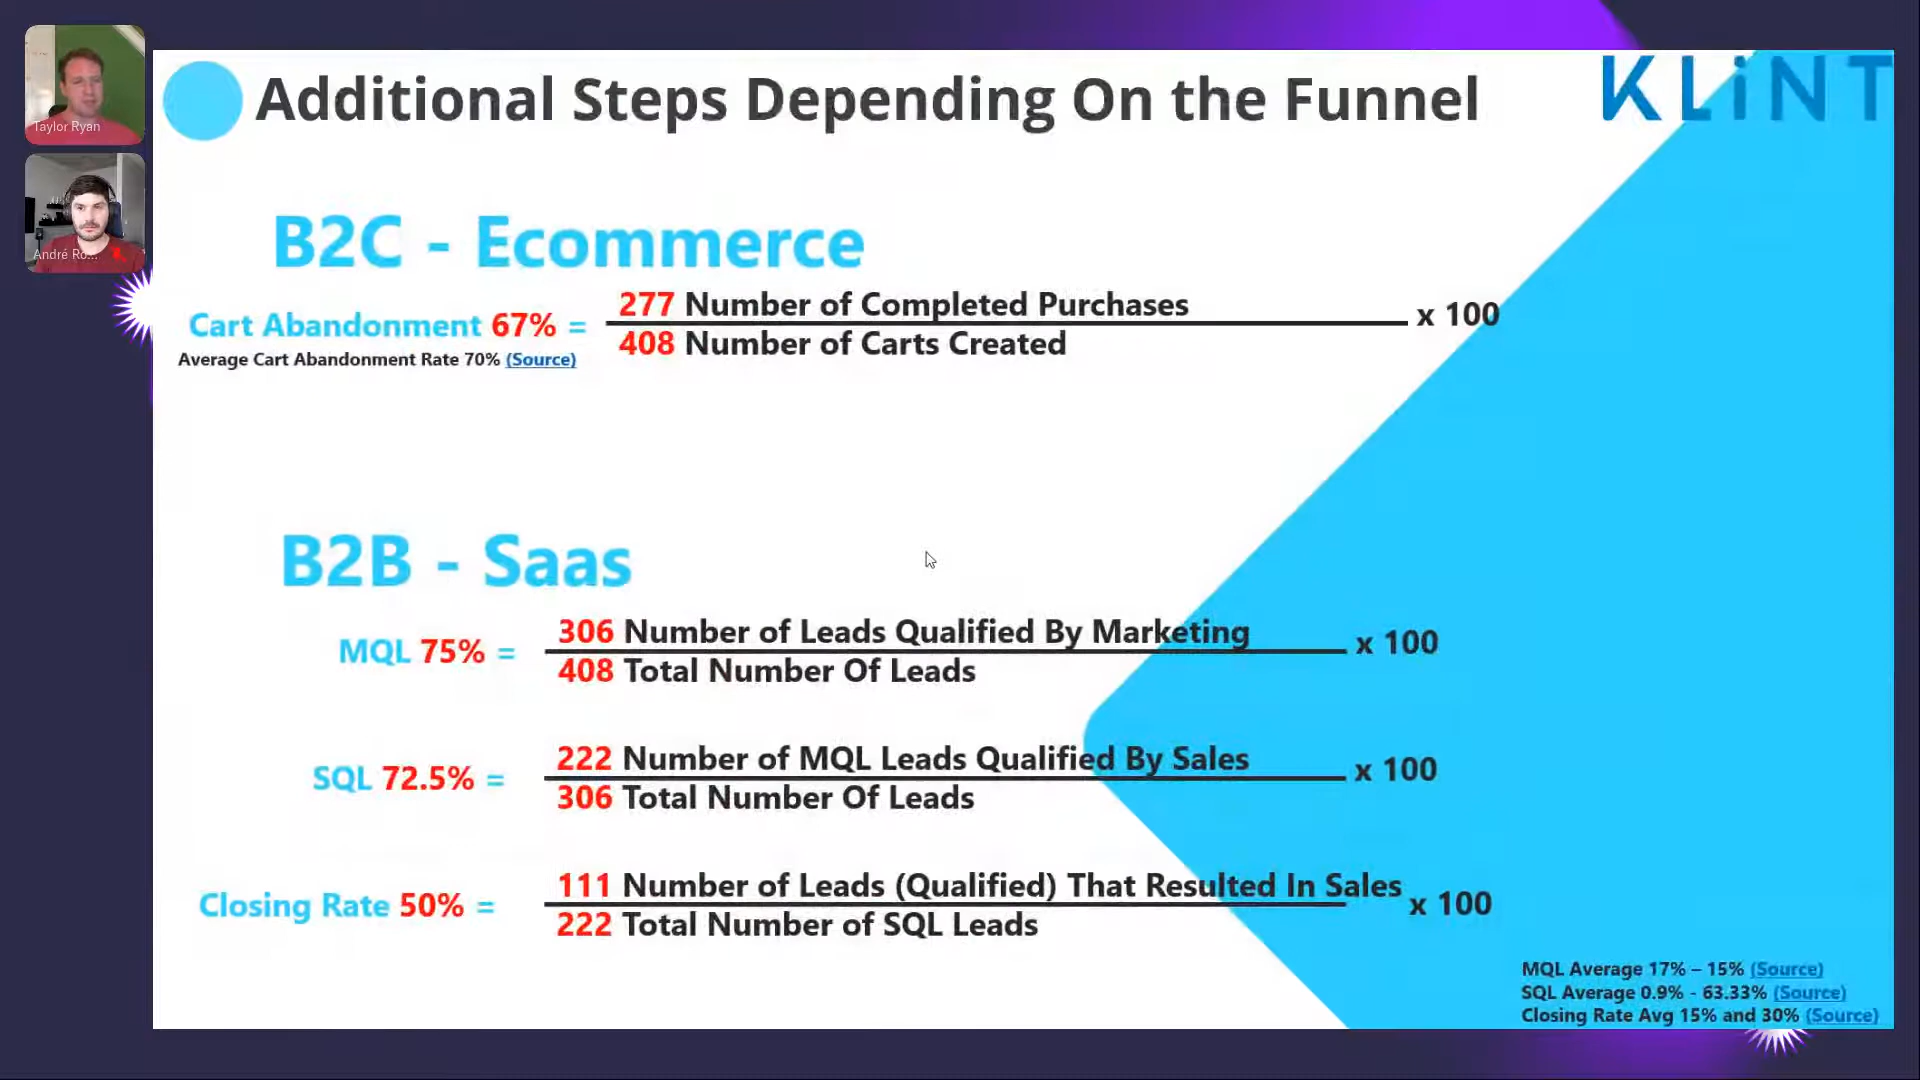 Taylor Ryan
André Ro...
Additional Steps Depending On the Funnel
KLiNT
B2C - Ecommerce
Cart Abandonment 67% =
277 Number of Completed Purchases
408 Number of Carts Created
x 100
Average Cart Abandonment Rate 70% (Source)
B2B - Saas
MQL 75% =
306 Number of Leads Qualified By Marketing
408 Total Number Of Leads
x 100
SQL 72.5% =
222 Number of MQL Leads Qualified By Sales
306 Total Number Of Leads
x 100
Closing Rate 50% =
111 Number of Leads (Qualified) That Resulted In Sales
222 Total Number of SQL Leads
x 100
MQL Average 17% – 15% (Source)
SQL Average 0.9% - 63.33% (Source)
Closing Rate Avg 15% and 30% (Source)